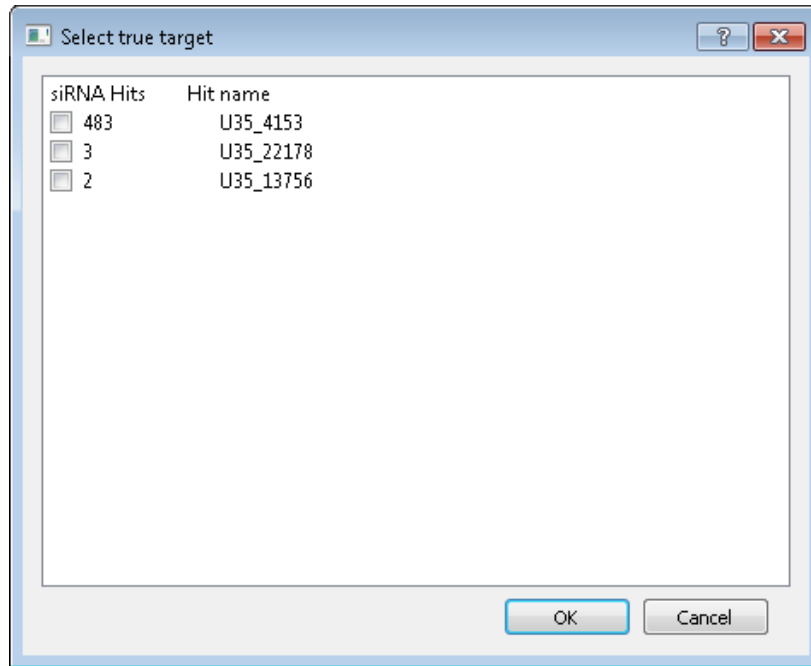 Select true target
?
siRNA Hits Hit name
483 U35_4153
3 U35_22178
2 U35_13756
OK Cancel